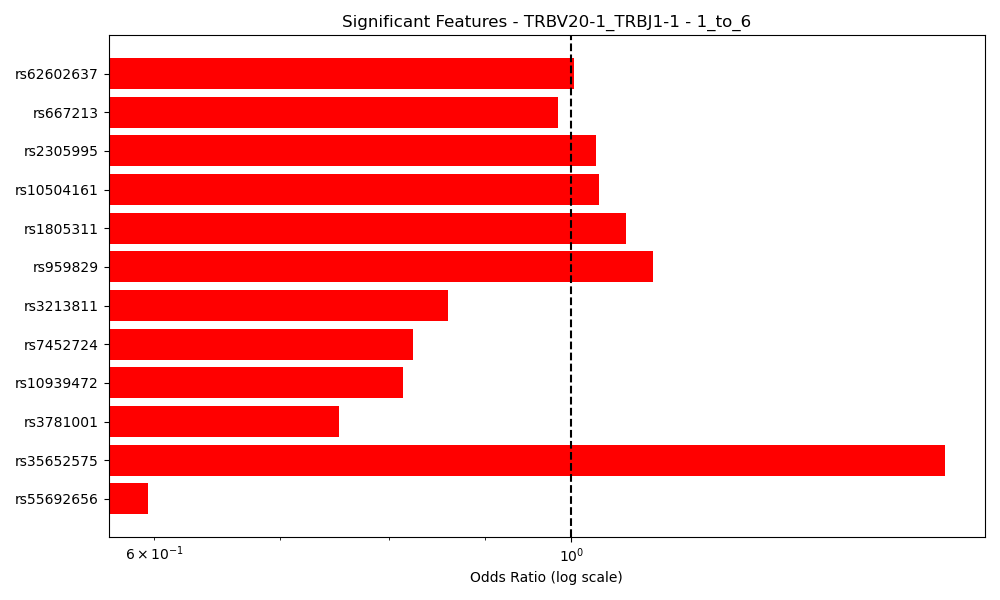 Significant Features - TRBV20-1_TRBJ1-1 - 1_to_6
rs62602637
rs667213
rs2305995
rs10504161
rs1805311
rs959829
rs3213811
rs7452724
rs10939472
rs3781001
rs35652575
rs55692656
6 × 10⁻¹
10⁰
Odds Ratio (log scale)